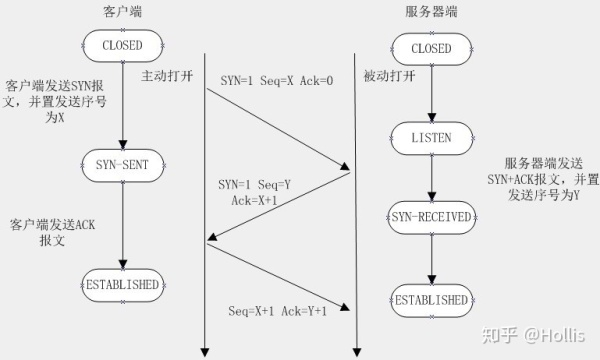 客户端
服务器端
CLOSED
CLOSED
主动打开
SYN=1 Seq=X Ack=0
被动打开
客户端发送SYN报
文，并置发送序号
为X
LISTEN
SYN-SENT
服务器端发送
SYN+ACK报文，并置
发送序号为Y
SYN=1 Seq=Y
Ack=X+1
客户端发送ACK
报文
SYN-RECEIVED
ESTABLISHED
ESTABLISHED
Seq=X+1 Ack=Y+1
知乎 @Hollis